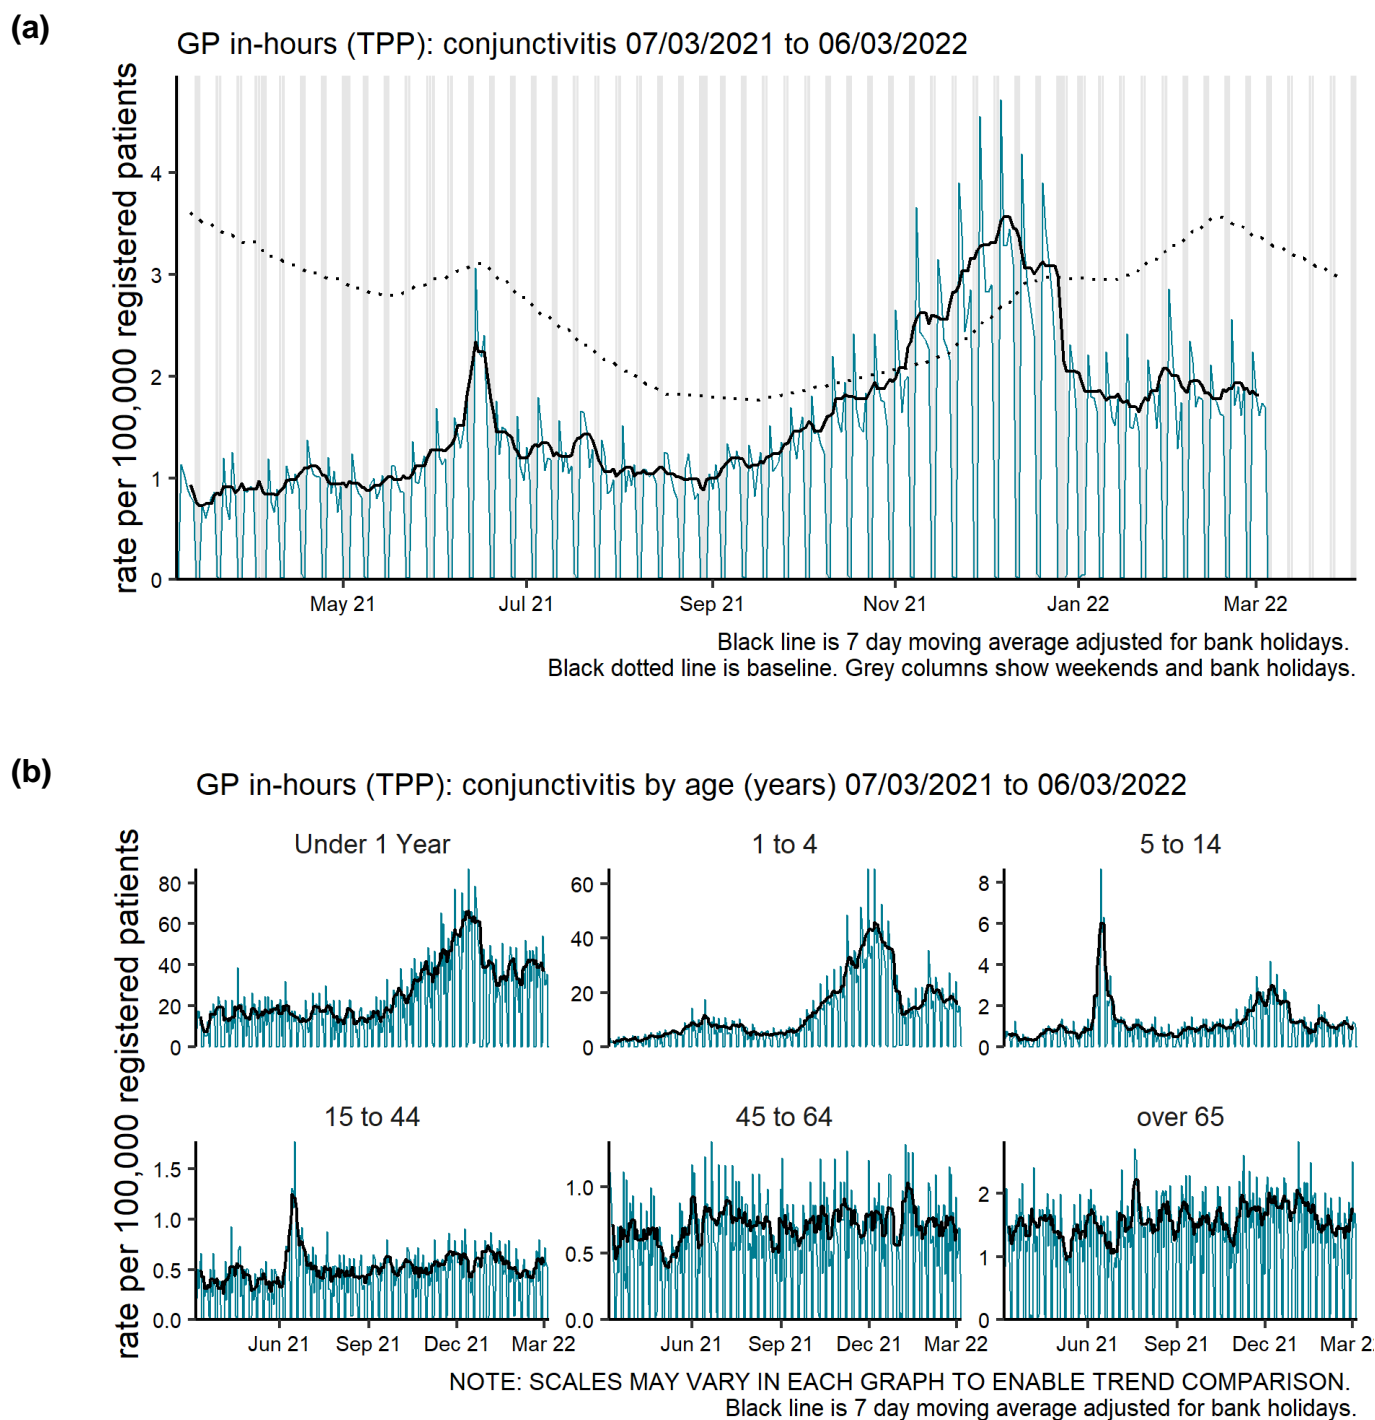 (a)
GP in-hours (TPP): conjunctivitis 07/03/2021 to 06/03/2022
rate per 100,000 registered patients
4
3
2
1
0
May 21 Jul 21 Sep 21 Nov 21 Jan 22 Mar 22
Black line is 7 day moving average adjusted for bank holidays.
Black dotted line is baseline. Grey columns show weekends and bank holidays.
(b)
GP in-hours (TPP): conjunctivitis by age (years) 07/03/2021 to 06/03/2022
rate per 100,000 registered patients
Under 1 Year
80
60
40
20
0
1 to 4
60
40
20
0
5 to 14
8
6
4
2
0
15 to 44
1.5
1.0
0.5
0.0
Jun 21 Sep 21 Dec 21 Mar 22
45 to 64
1.0
0.5
0.0
Jun 21 Sep 21 Dec 21 Mar 22
over 65
2
1
0
Jun 21 Sep 21 Dec 21 Mar 2
NOTE: SCALES MAY VARY IN EACH GRAPH TO ENABLE TREND COMPARISON.
Black line is 7 day moving average adjusted for bank holidays.